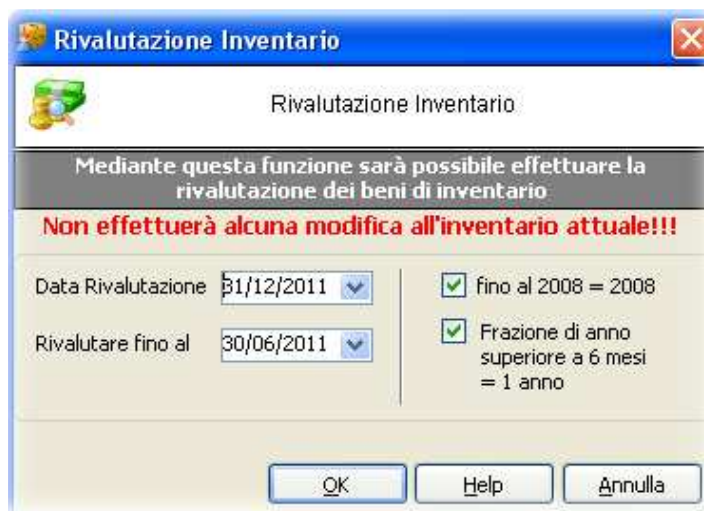 Rivalutazione Inventario
Rivalutazione Inventario
Mediante questa funzione sarà possibile effettuare la
rivalutazione dei beni di inventario
Non effettuerà alcuna modifica all'inventario attuale!!!
Data Rivalutazione 31/12/2011
fino al 2008 = 2008
Rivalutare fino al 30/06/2011
Frazione di anno
superiore a 6 mesi
= 1 anno
OK Help Annulla